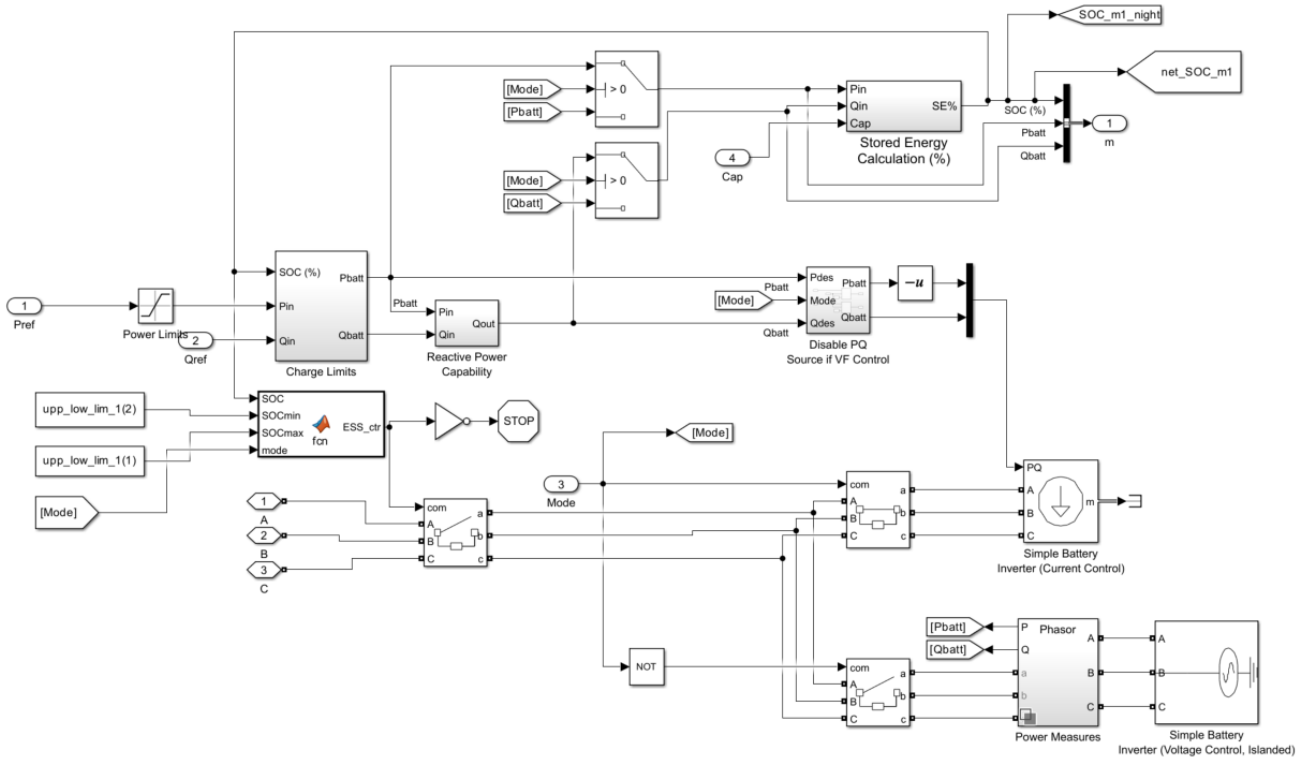 SOC_m1_night
net_SOC_m1
[Mode]
> 0
[Pbatt]
Pin
Qin
Cap
SE%
Stored Energy
Calculation (%)
SOC (%)
Pbatt
Qbatt
1
m
4
Cap
[Mode]
> 0
[Qbatt]
1
Pref
Power Limits
2
Qref
SOC (%)
Pin
Qin
Pbatt
Qbatt
Charge Limits
Pbatt
Pin
Qin
Qout
Reactive Power
Capability
Pbatt
[Mode]
Qbatt
Pdes
Mode
Qdes
Pbatt
Qbatt
Disable PQ
Source if VF Control
-u
upp_low_lim_1(2)
upp_low_lim_1(1)
[Mode]
SOC
SOCmin
SOCmax
mode
fcn
ESS_ctr
STOP
[Mode]
3
Mode
1
A
2
B
3
C
com
A
B
C
a
b
c
com
A
B
C
a
b
c
PQ
A
B
C
m
Simple Battery
Inverter (Current Control)
NOT
com
A
B
C
a
b
c
[Pbatt]
[Qbatt]
P
Q
a
b
Phasor
A
B
C
Power Measures
A
B
C
Simple Battery
Inverter (Voltage Control, Islanded)